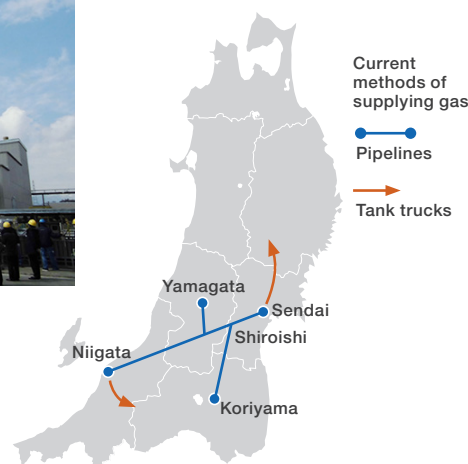 Current
methods of
supplying gas
Pipelines
Tank trucks
Yamagata
Sendai
Shiroishi
Niigata
Koriyama